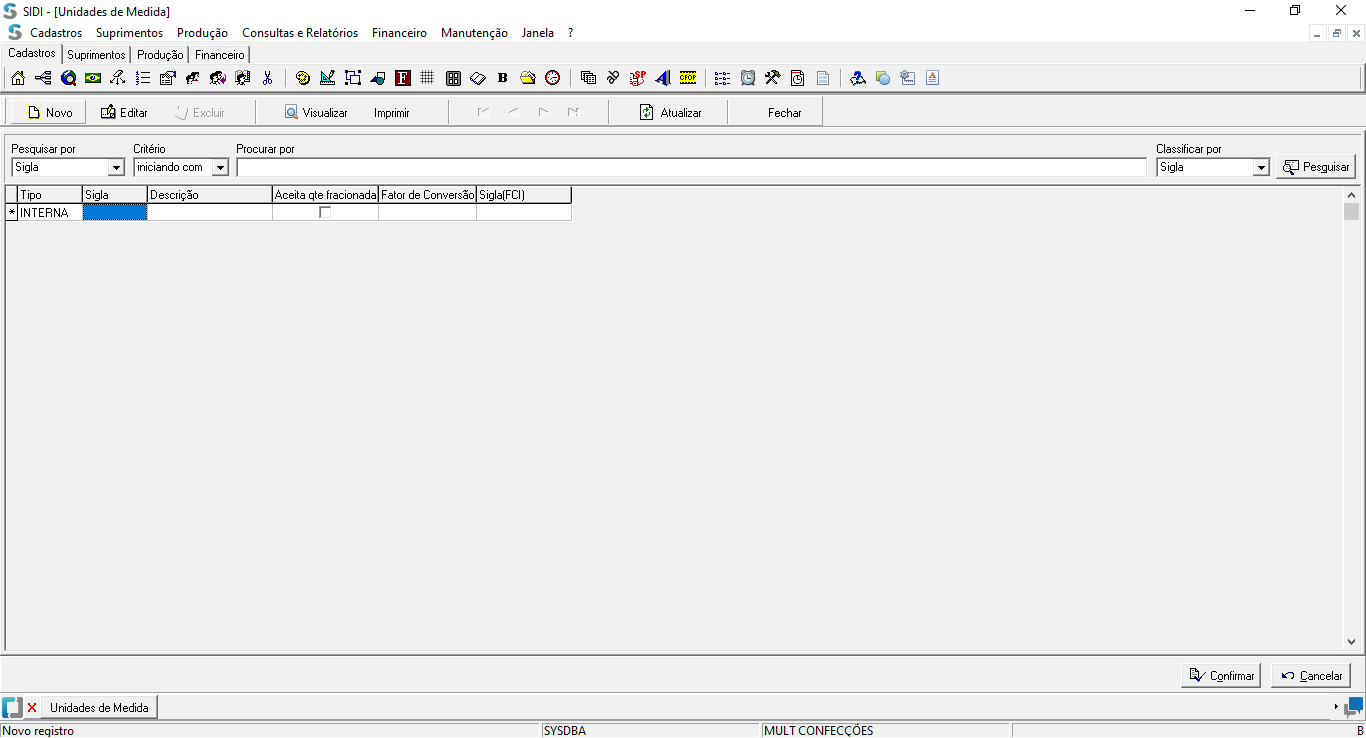 SIDI - [Unidades de Medida]
Cadastros Suprimentos Produção Consultas e Relatórios Financeiro Manutenção Janela ?
Cadastros Suprimentos Produção Financeiro
F B SP CFOP A
Novo Editar Excluir Visualizar Imprimir Atualizar Fechar
Pesquisar por Critério Procurar por Classificar por
Sigla iniciando com Sigla Pesquisar
Tipo Sigla Descrição Aceita qte fracionada Fator de Conversão Sigla(FCI)
* INTERNA
Confirmar Cancelar
Unidades de Medida
Novo registro SYSDBA MULT CONFECÇÕES B